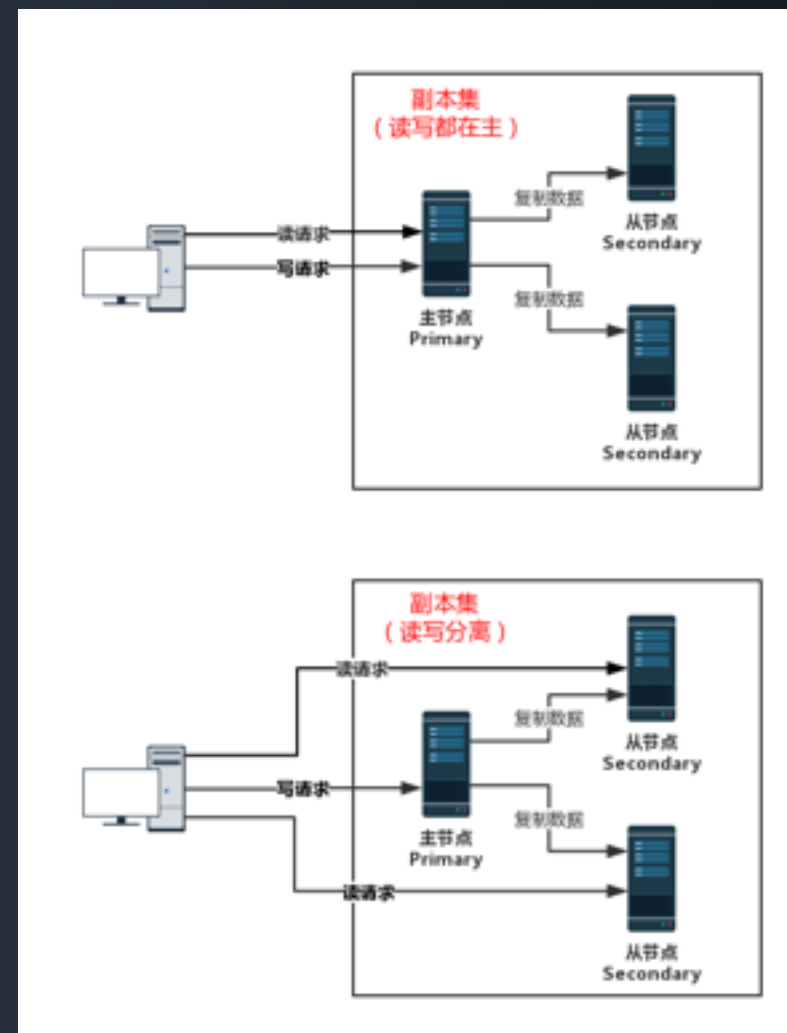 副本集
（读写都在主）
复制数据
从节点
Secondary
读请求
写请求
主节点
Primary
复制数据
从节点
Secondary
副本集
（读写分离）
读请求
复制数据
从节点
Secondary
写请求
主节点
Primary
复制数据
读请求
从节点
Secondary